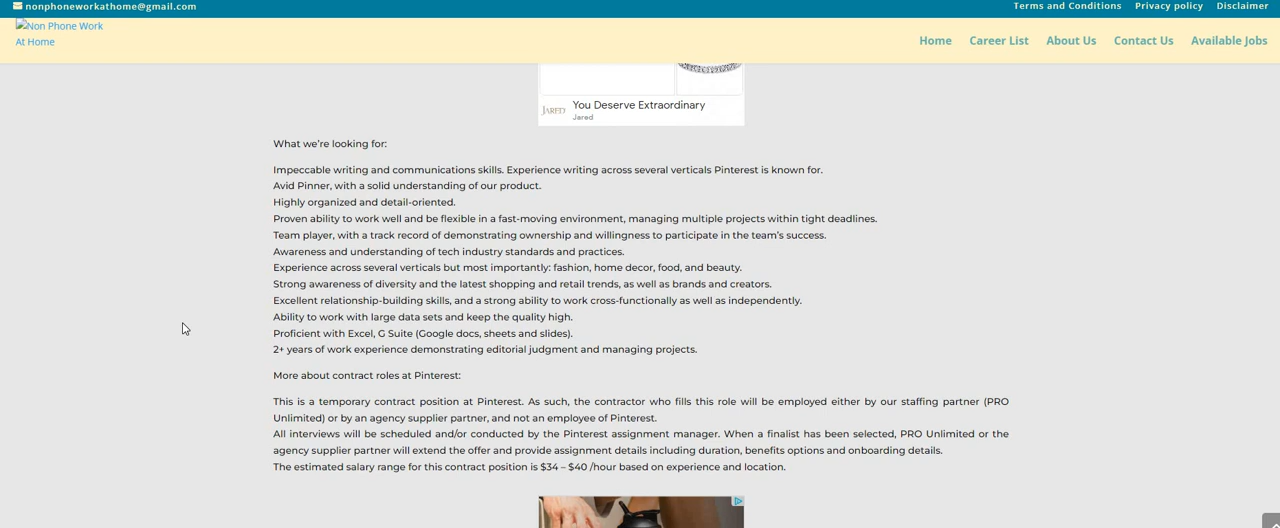 nonphoneworkathome@gmail.com
Terms and Conditions Privacy policy Disclaimer
Non Phone Work
At Home
Home Career List About Us Contact Us Available Jobs
JARED
You Deserve Extraordinary
Jared
What we’re looking for:
Impeccable writing and communications skills. Experience writing across several verticals Pinterest is known for.
Avid Pinner, with a solid understanding of our product.
Highly organized and detail-oriented.
Proven ability to work well and be flexible in a fast-moving environment, managing multiple projects within tight deadlines.
Team player, with a track record of demonstrating ownership and willingness to participate in the team’s success.
Awareness and understanding of tech industry standards and practices.
Experience across several verticals but most importantly: fashion, home decor, food, and beauty.
Strong awareness of diversity and the latest shopping and retail trends, as well as brands and creators.
Excellent relationship-building skills, and a strong ability to work cross-functionally as well as independently.
Ability to work with large data sets and keep the quality high.
Proficient with Excel, G Suite (Google docs, sheets and slides).
2+ years of work experience demonstrating editorial judgment and managing projects.
More about contract roles at Pinterest:
This is a temporary contract position at Pinterest. As such, the contractor who fills this role will be employed either by our staffing partner (PRO
Unlimited) or by an agency supplier partner, and not an employee of Pinterest.
All interviews will be scheduled and/or conducted by the Pinterest assignment manager. When a finalist has been selected, PRO Unlimited or the
agency supplier partner will extend the offer and provide assignment details including duration, benefits options and onboarding details.
The estimated salary range for this contract position is $34 – $40 /hour based on experience and location.